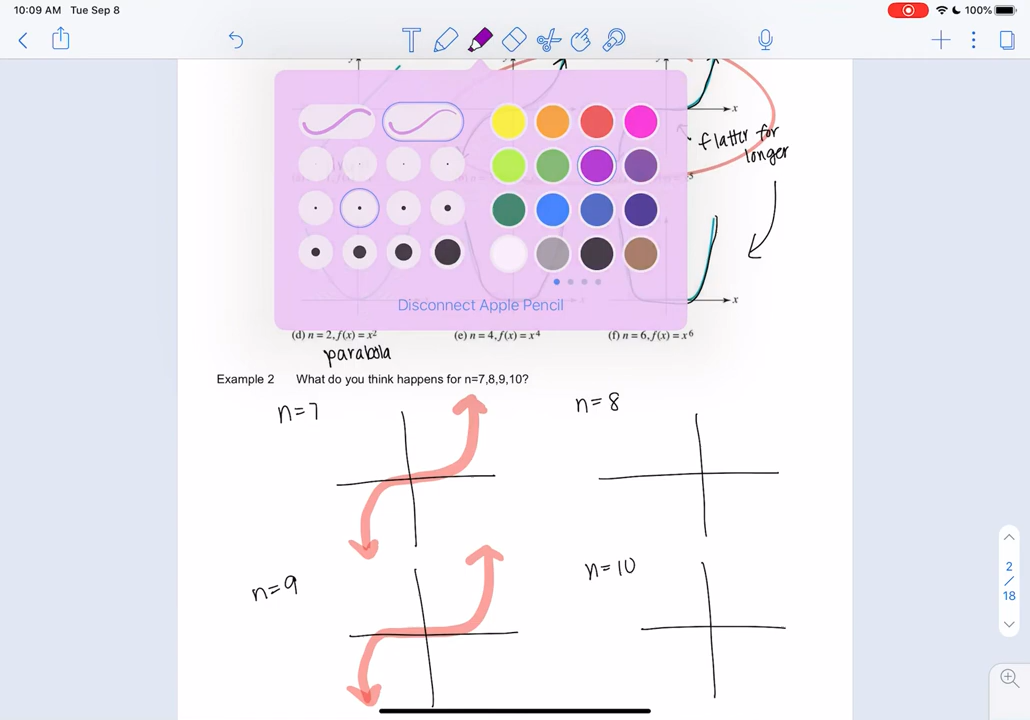 10:09 AM Tue Sep 8
100%
T
y
x
flatter for
longer
x
Disconnect Apple Pencil
(d) n = 2, f(x) = x²
(e) n = 4, f(x) = x⁴
(f) n = 6, f(x) = x⁶
parabola
Example 2 What do you think happens for n=7,8,9,10?
n=7
n=8
n=9
n=10
2
/
18